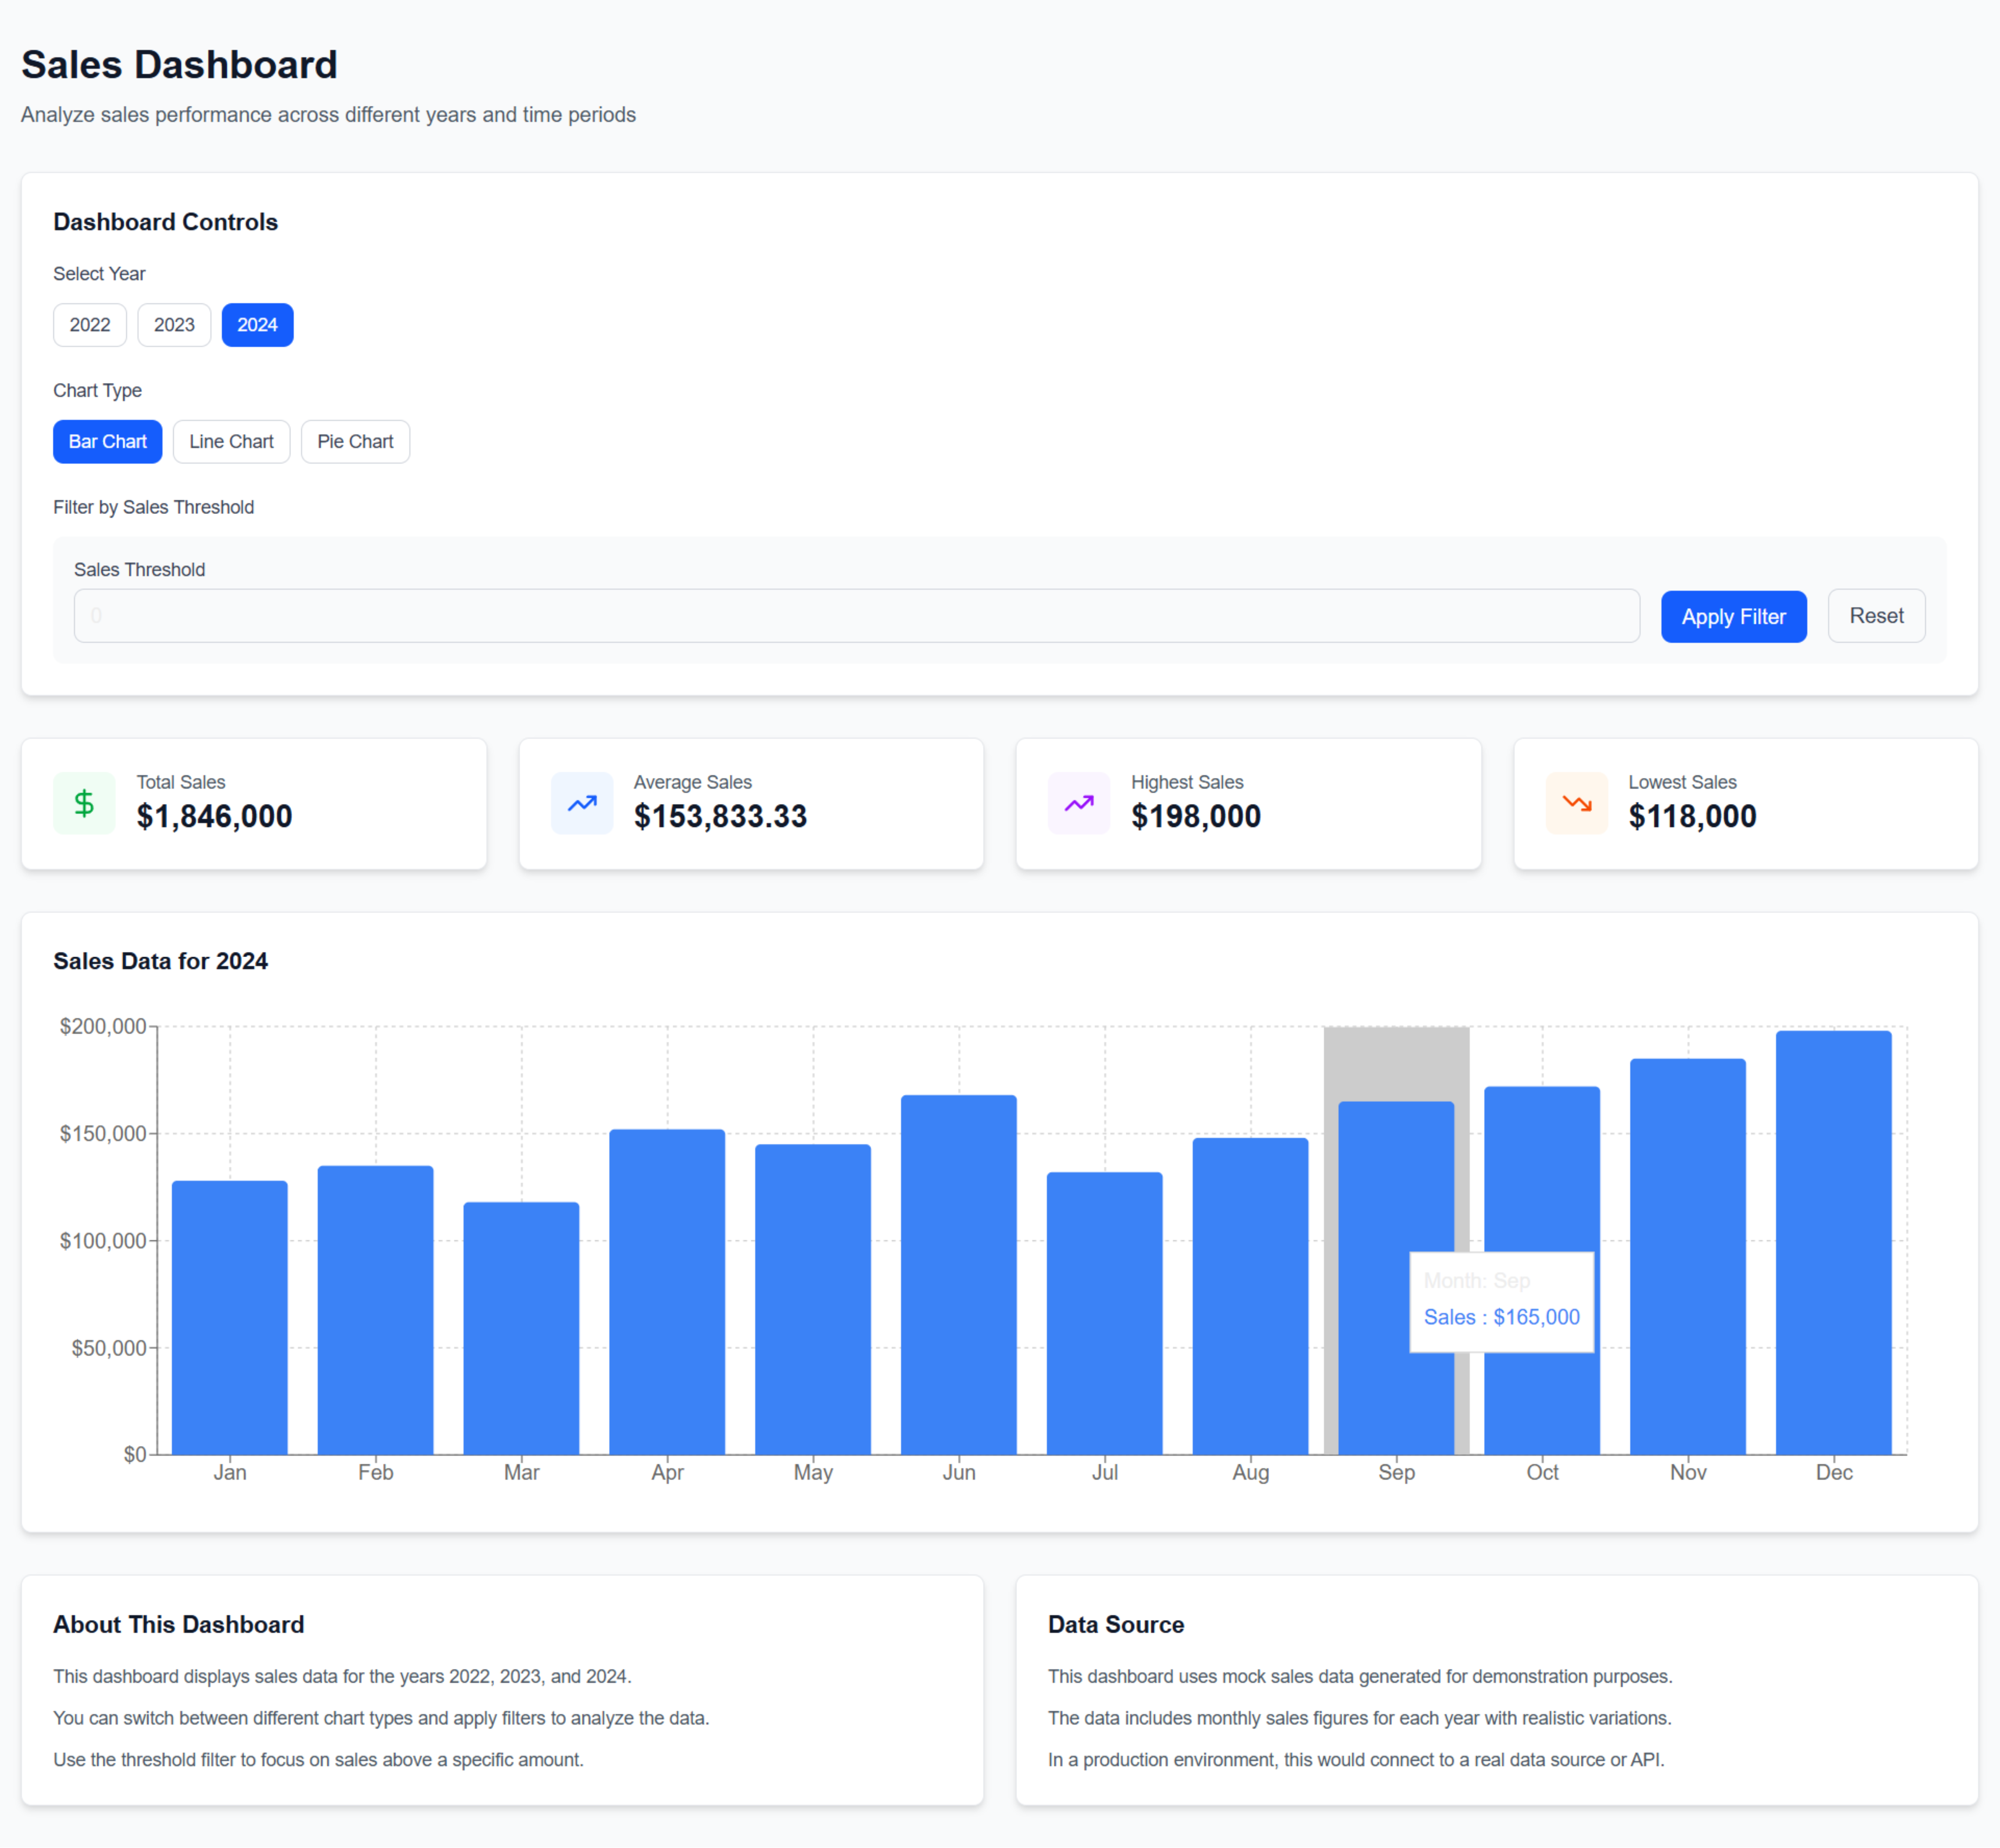 Sales Dashboard
Analyze sales performance across different years and time periods
Dashboard Controls
Select Year
2022 2023 2024
Chart Type
Bar Chart Line Chart Pie Chart
Filter by Sales Threshold
Sales Threshold
0 Apply Filter Reset
Total Sales
$1,846,000
Average Sales
$153,833.33
Highest Sales
$198,000
Lowest Sales
$118,000
Sales Data for 2024
$200,000
$150,000
$100,000
$50,000
$0
Month: Sep
Sales : $165,000
Jan Feb Mar Apr May Jun Jul Aug Sep Oct Nov Dec
About This Dashboard
This dashboard displays sales data for the years 2022, 2023, and 2024.
You can switch between different chart types and apply filters to analyze the data.
Use the threshold filter to focus on sales above a specific amount.
Data Source
This dashboard uses mock sales data generated for demonstration purposes.
The data includes monthly sales figures for each year with realistic variations.
In a production environment, this would connect to a real data source or API.